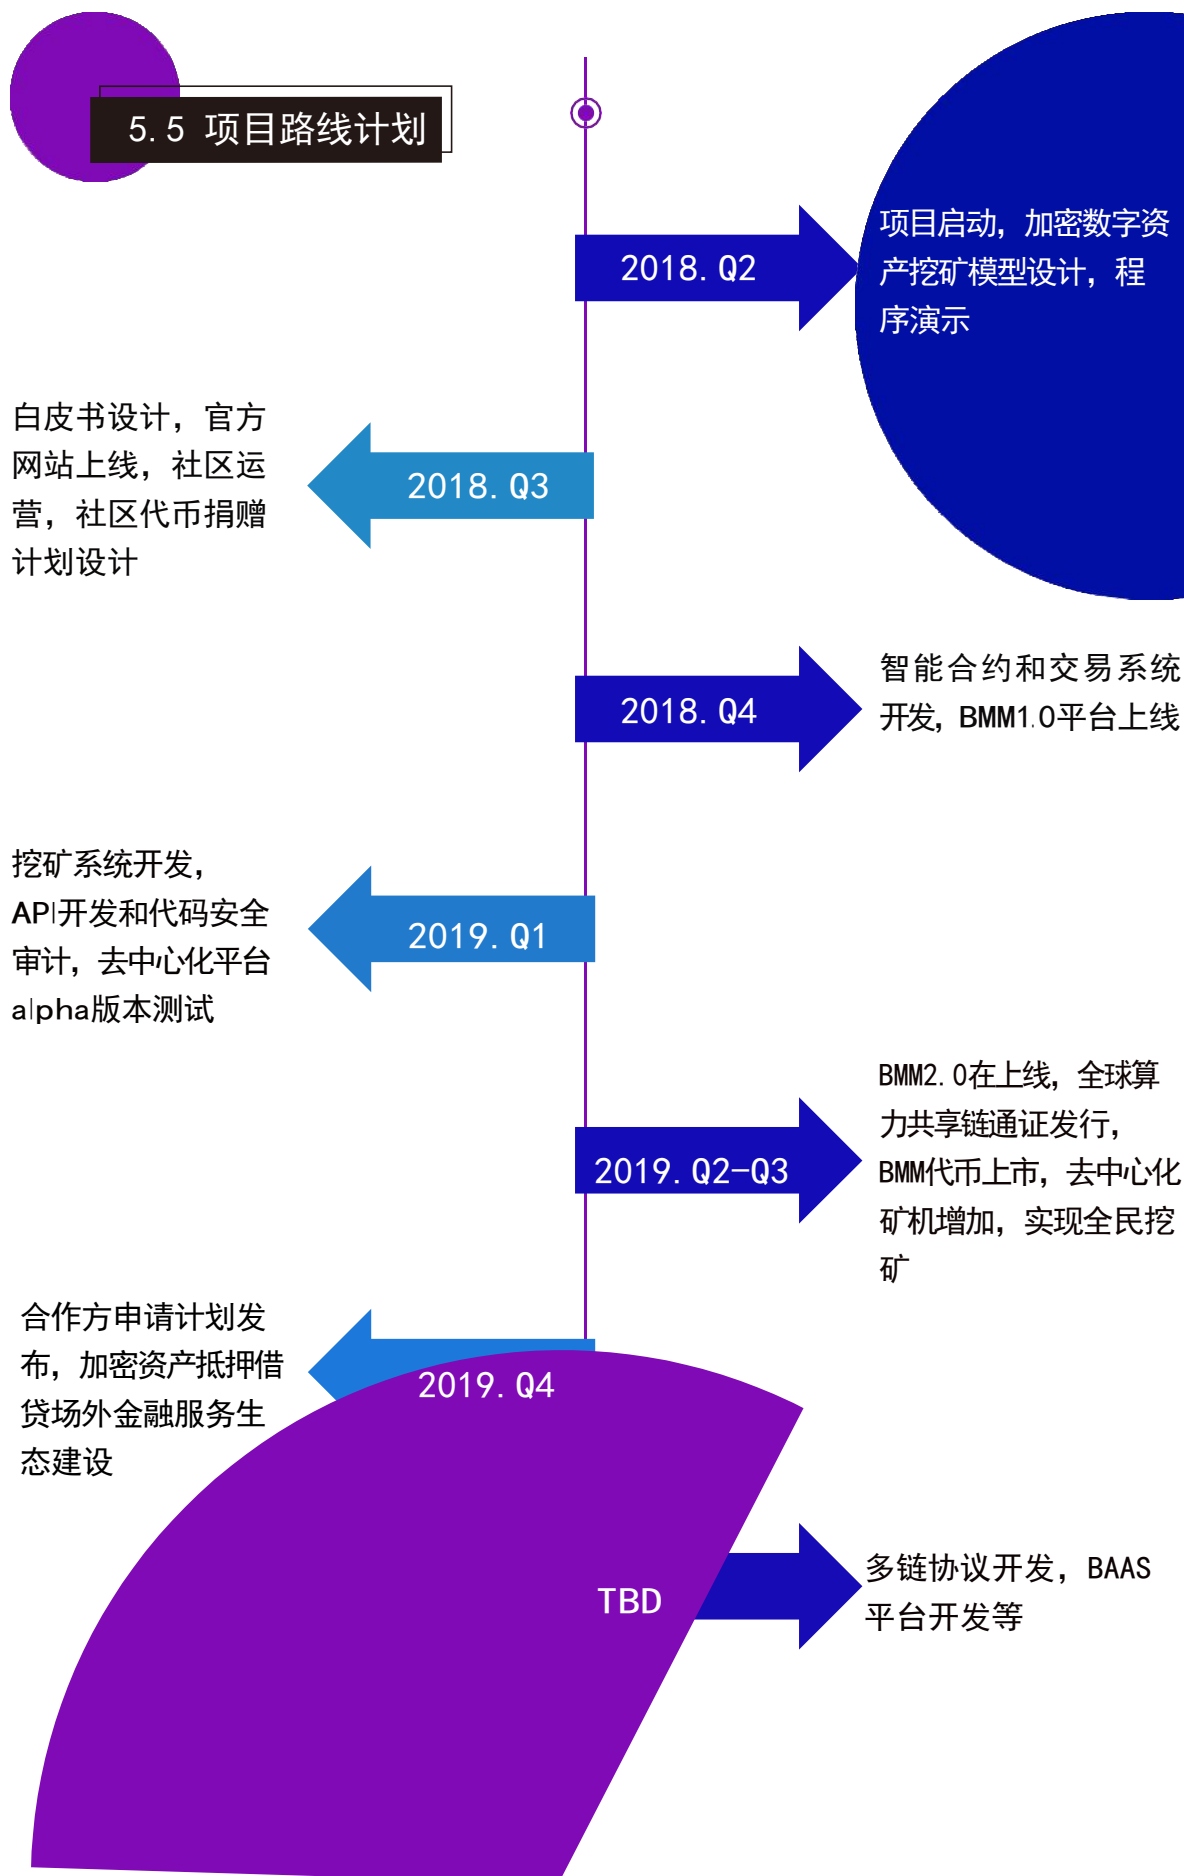 5.5 项目路线计划
2018.Q2
项目启动，加密数字资
产挖矿模型设计，程
序演示
白皮书设计，官方
网站上线，社区运
营，社区代币捐赠
计划设计
2018.Q3
2018.Q4
智能合约和交易系统
开发，BMM1.0平台上线
挖矿系统开发，
API开发和代码安全
审计，去中心化平台
alpha版本测试
2019.Q1
2019.Q2-Q3
BMM2.0在上线，全球算
力共享链通证发行，
BMM代币上市，去中心化
矿机增加，实现全民挖
矿
合作方申请计划发
布，加密资产抵押借
贷场外金融服务生
态建设
2019.Q4
TBD
多链协议开发，BAAS
平台开发等